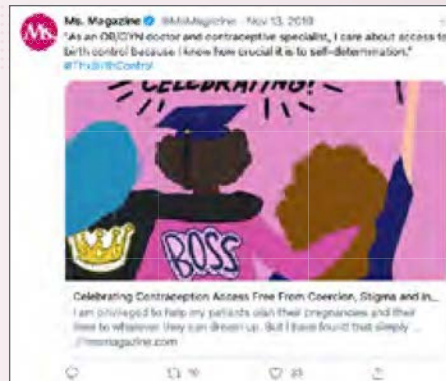 Ms. Magazine @MsMagazine · Nov 13, 2019
"As an OB/GYN doctor and contraceptive specialist, I care about access to
birth control because I know how crucial it is to self-determination."
#ThxBirthControl
Ms.
CELEBRATING!
BOSS
Celebrating Contraception Access Free From Coercion, Stigma and In...
I am privileged to help my patients plan their pregnancies and their
lives to whatever they can dream up. But I have found that simply ...
msmagazine.com